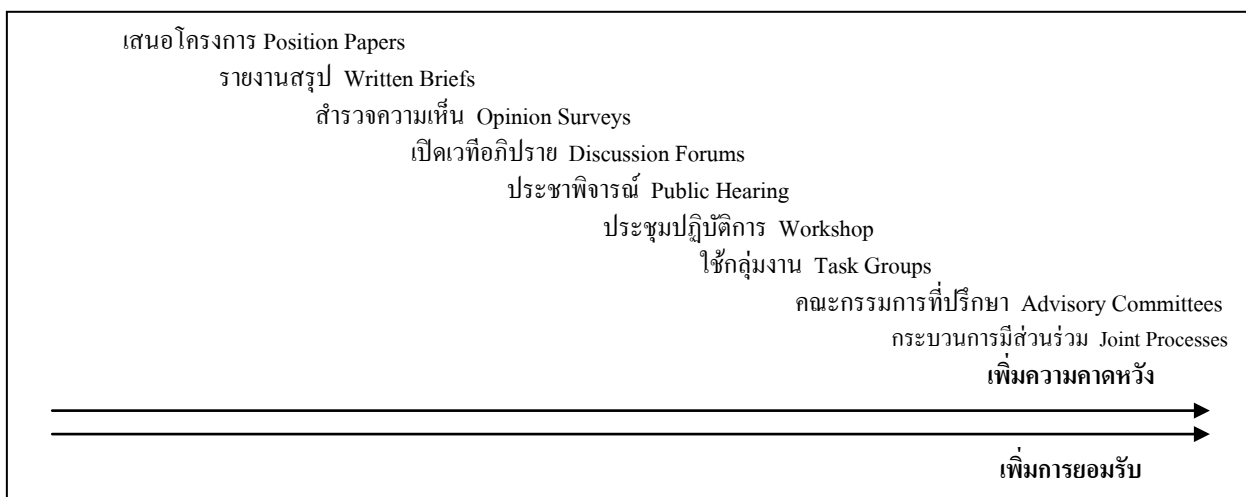 เสนอโครงการ Position Papers
รายงานสรุป Written Briefs
สำรวจความเห็น Opinion Surveys
เปิดเวทีอภิปราย Discussion Forums
ประชาพิจารณ์ Public Hearing
ประชุมปฏิบัติการ Workshop
ใช้กลุ่มงาน Task Groups
คณะกรรมการที่ปรึกษา Advisory Committees
กระบวนการมีส่วนร่วม Joint Processes
เพิ่มความคาดหวัง
เพิ่มการยอมรับ